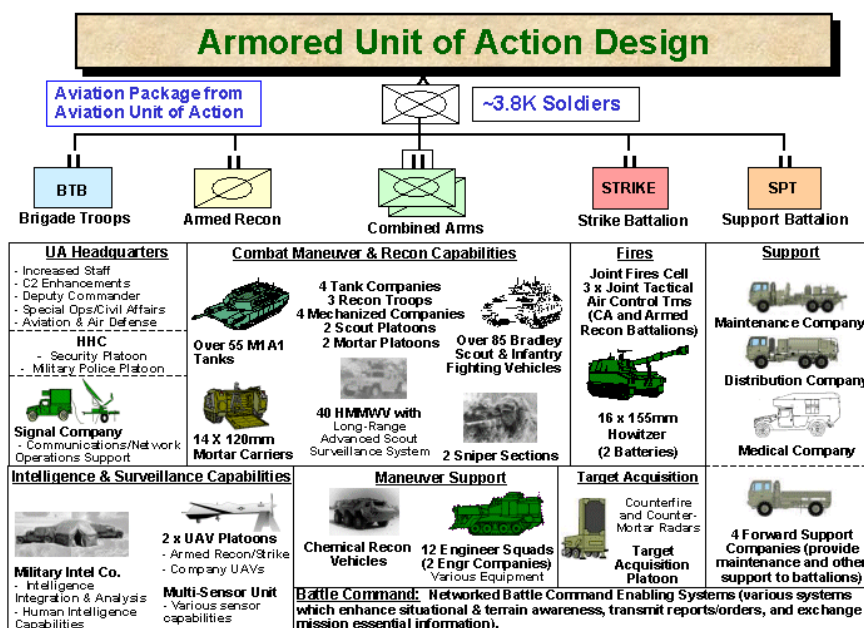 Armored Unit of Action Design
Aviation Package from
Aviation Unit of Action
~3.8K Soldiers
BTB
Brigade Troops
Armed Recon
Combined Arms
STRIKE
Strike Battalion
SPT
Support Battalion
UA Headquarters
- Increased Staff
- C2 Enhancements
- Deputy Commander
- Special Ops/Civil Affairs
- Aviation & Air Defense
HHC
- Security Platoon
- Military Police Platoon
Signal Company
- Communications/Network
Operations Support
Combat Maneuver & Recon Capabilities
4 Tank Companies
3 Recon Troops
4 Mechanized Companies
2 Scout Platoons
2 Mortar Platoons
Over 55 M1A1
Tanks
Over 85 Bradley
Scout & Infantry
Fighting Vehicles
14 X 120mm
Mortar Carriers
40 HMMWV with
Long-Range
Advanced Scout
Surveillance System
2 Sniper Sections
Fires
Joint Fires Cell
3 x Joint Tactical
Air Control Tms
(CA and Armed
Recon Battalions)
16 x 155mm
Howitzer
(2 Batteries)
Support
Maintenance Company
Distribution Company
Medical Company
4 Forward Support
Companies (provide
maintenance and other
support to battalions)
Intelligence & Surveillance Capabilities
Military Intel Co.
- Intelligence
Integration & Analysis
- Human Intelligence
Capabilities
2 x UAV Platoons
- Armed Recon/Strike
- Company UAVs
Multi-Sensor Unit
- Various sensor
capabilities
Maneuver Support
Chemical Recon
Vehicles
12 Engineer Squads
(2 Engr Companies)
Various Equipment
Target Acquisition
Counterfire
and Counter-
Mortar Radars
Target
Acquisition
Platoon
Battle Command: Networked Battle Command Enabling Systems (various systems
which enhance situational & terrain awareness, transmit reports/orders, and exchange
mission essential information).